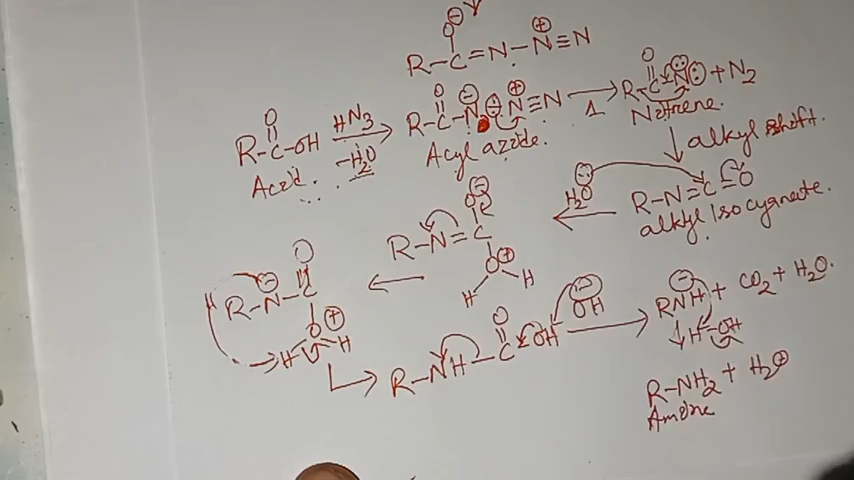 O⊖
R-C=N-N⊕≡N
R-C(=O)-OH HN3 -H2O R-C(=O)-N⊖-N⊕≡N Δ R-C(=O)-N + N2
Acid. Acyl azide. Nitrene.
alkyl shift.
R-N=C=O
alkyl isocyanate.
H2O
R-N=C-O⊖
O⊕
H H
R-N⊖-C=O
O⊕
H H
R-NH-C(=O)-OH ⊖OH R⊖NH + CO2 + H2O.
H-OH
R-NH2 + H2O
Amine